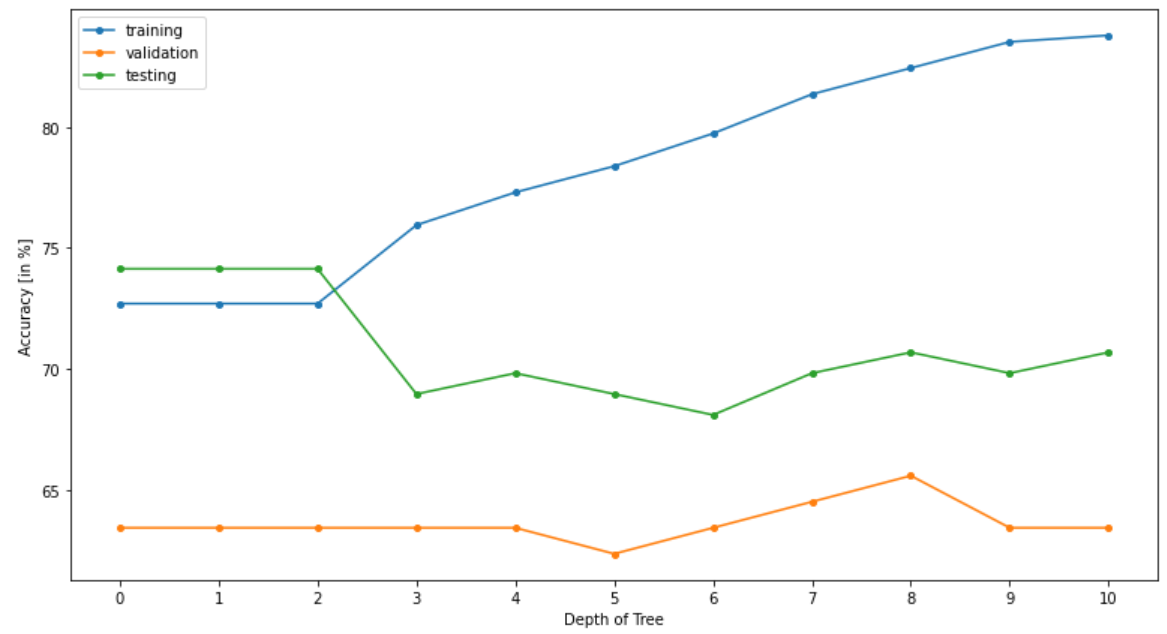 training
validation
testing
80
75
70
65
Accuracy [in %]
0 1 2 3 4 5 6 7 8 9 10
Depth of Tree